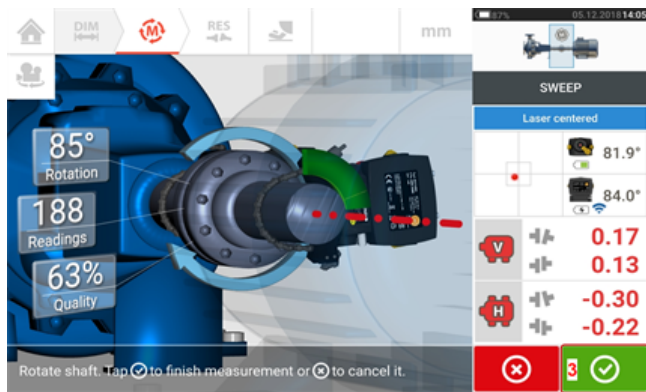 DIM
M
RES
mm
87%
05.12.2018 14:05
SWEEP
Laser centered
85°
Rotation
188
Readings
63%
Quality
81.9°
84.0°
V
0.17
0.13
H
-0.30
-0.22
Rotate shaft. Tap to finish measurement or to cancel it.
3